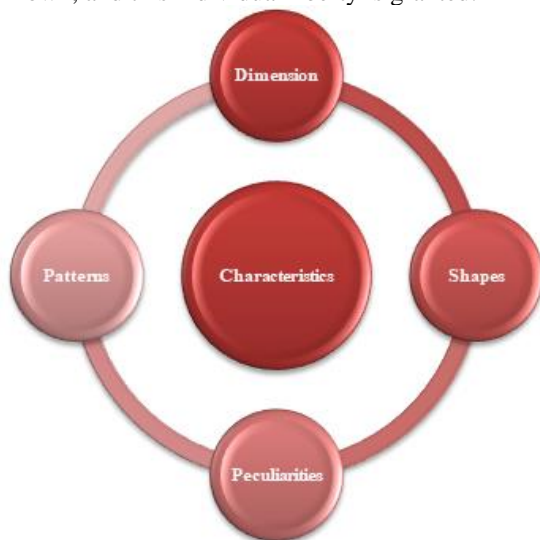 Dimension
Patterns
Characteristics
Shapes
Peculiarities